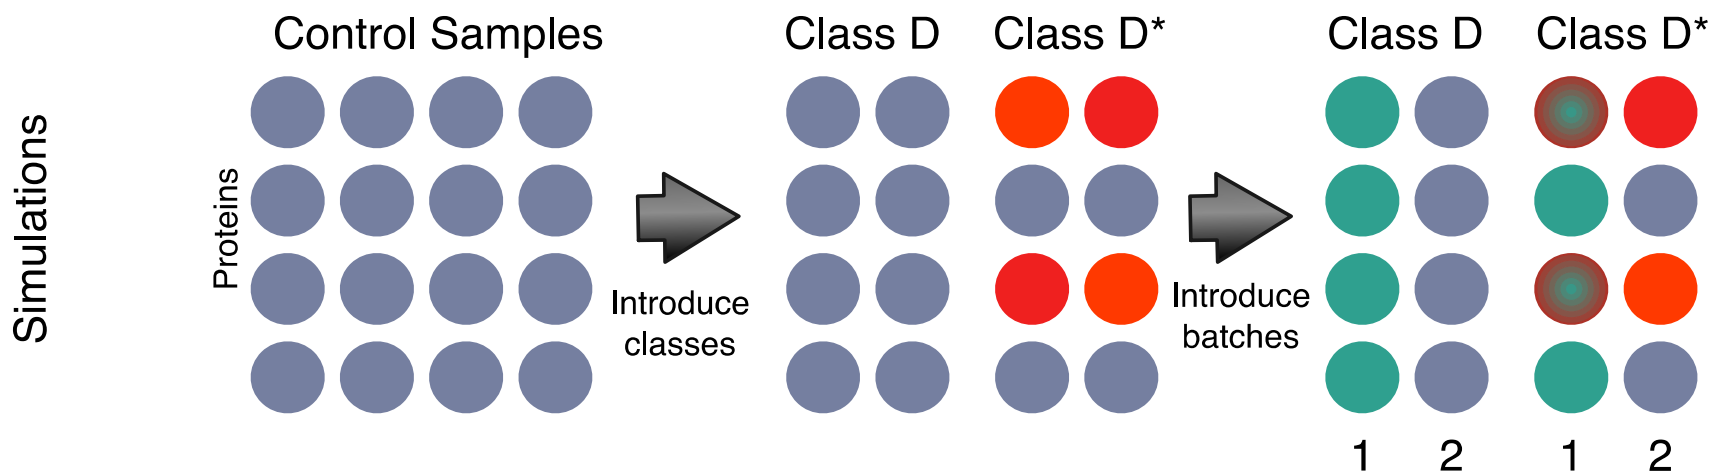 Simulations
Proteins
Control Samples
Introduce
classes
Class D
Class D*
Introduce
batches
Class D
Class D*
1
2
1
2